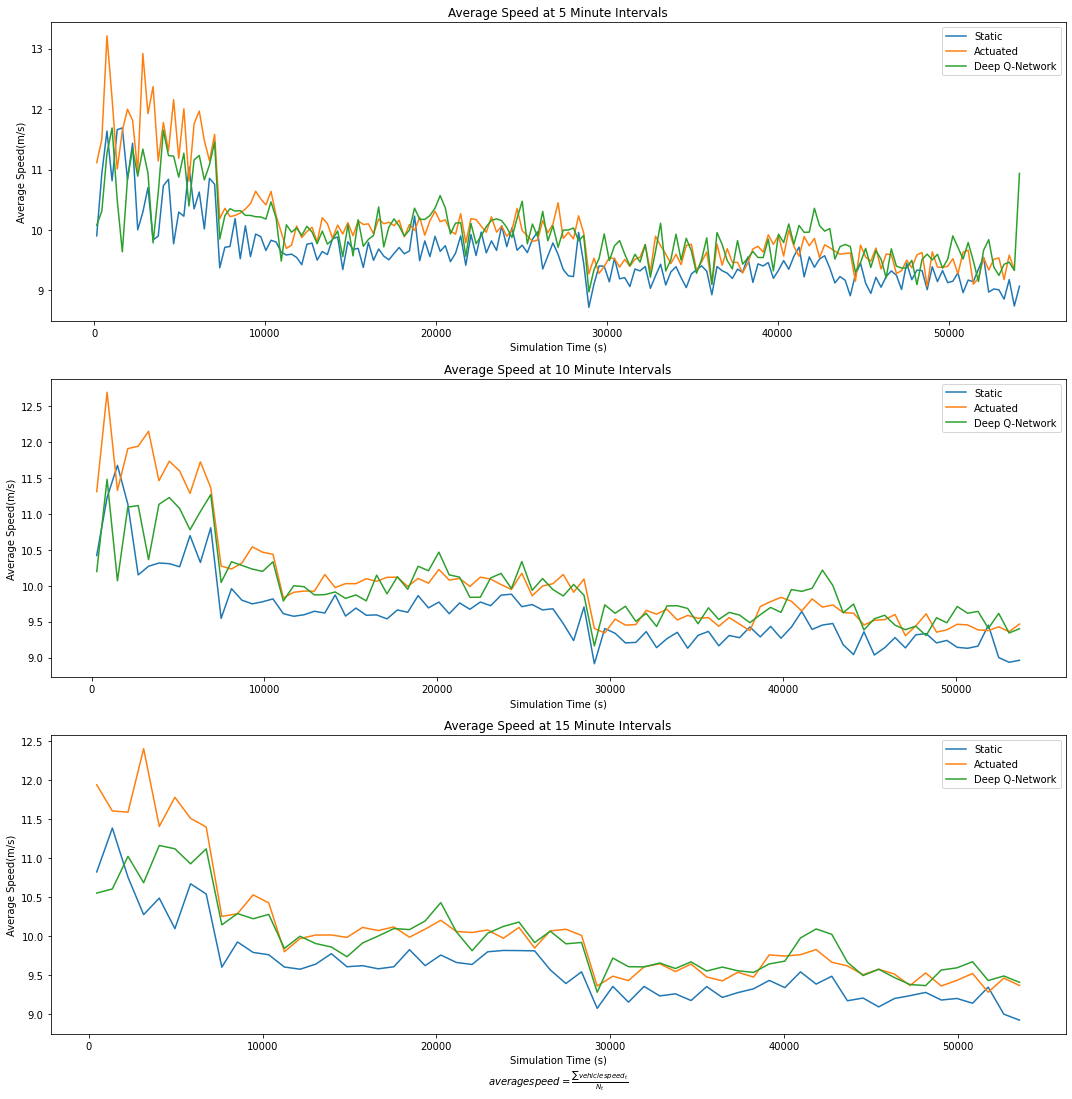 Average Speed at 5 Minute Intervals
Static
Actuated
Deep Q-Network
Average Speed(m/s)
13
12
11
10
9
0 10000 20000 30000 40000 50000
Simulation Time (s)
Average Speed at 10 Minute Intervals
Static
Actuated
Deep Q-Network
Average Speed(m/s)
12.5
12.0
11.5
11.0
10.5
10.0
9.5
9.0
0 10000 20000 30000 40000 50000
Simulation Time (s)
Average Speed at 15 Minute Intervals
Static
Actuated
Deep Q-Network
Average Speed(m/s)
12.5
12.0
11.5
11.0
10.5
10.0
9.5
9.0
0 10000 20000 30000 40000 50000
Simulation Time (s)
averagespeed = ∑vehiclespeed_t / N_t